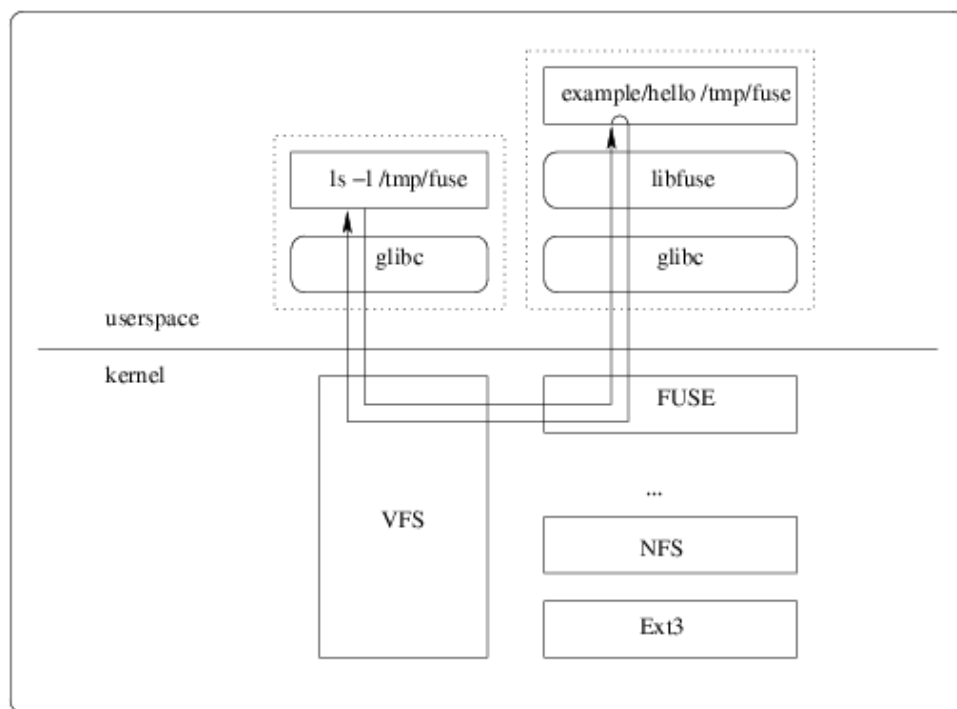 example/hello /tmp/fuse
ls –l /tmp/fuse
libfuse
glibc
glibc
userspace
kernel
FUSE
...
VFS
NFS
Ext3